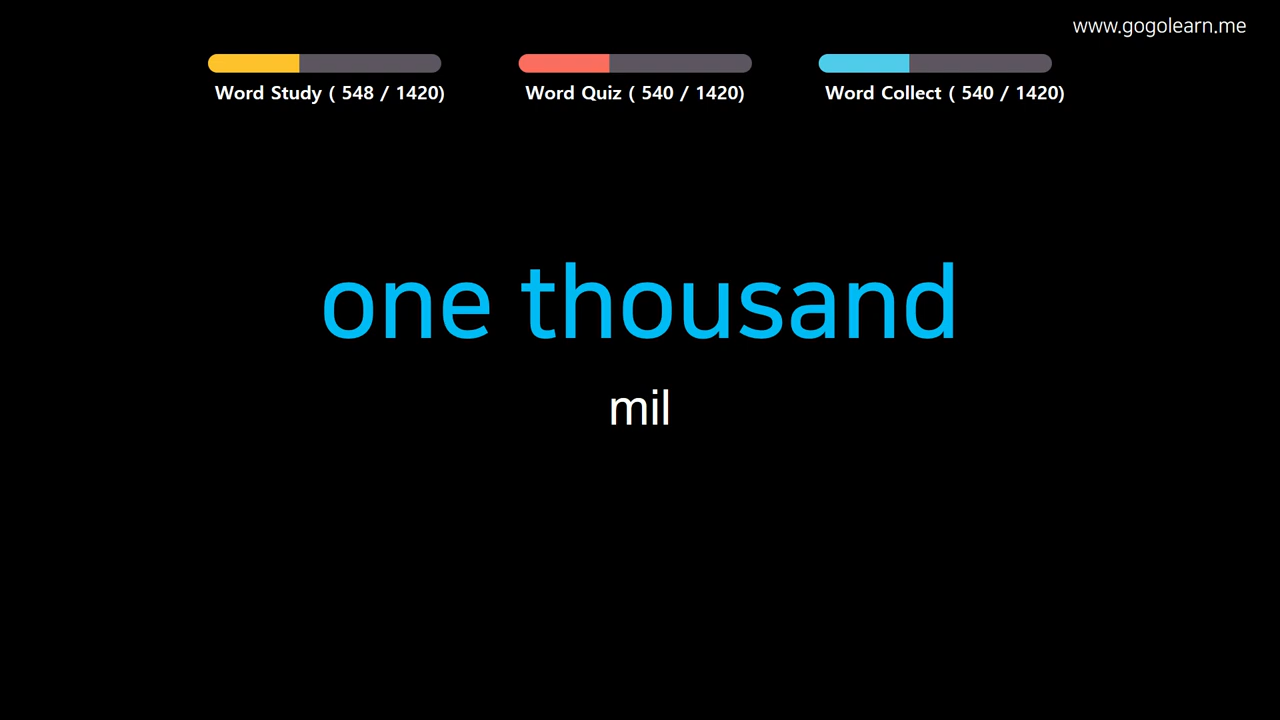 www.gogolearn.me
Word Study ( 548 / 1420)
Word Quiz ( 540 / 1420)
Word Collect ( 540 / 1420)
one thousand
mil